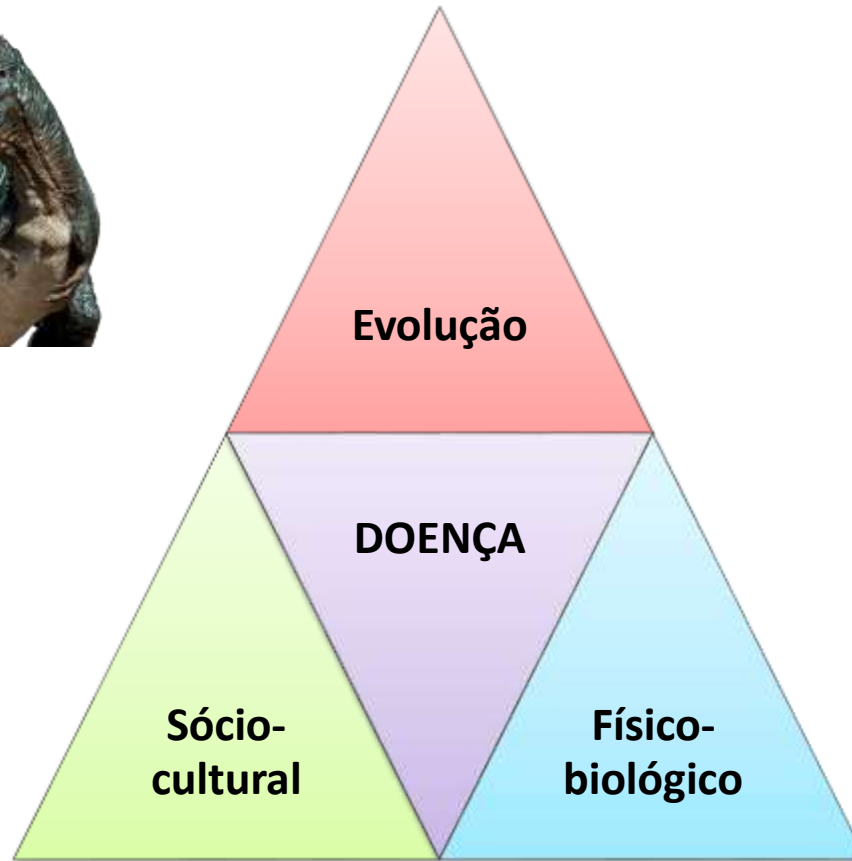 Evolução
DOENÇA
Sócio-
cultural
Físico-
biológico